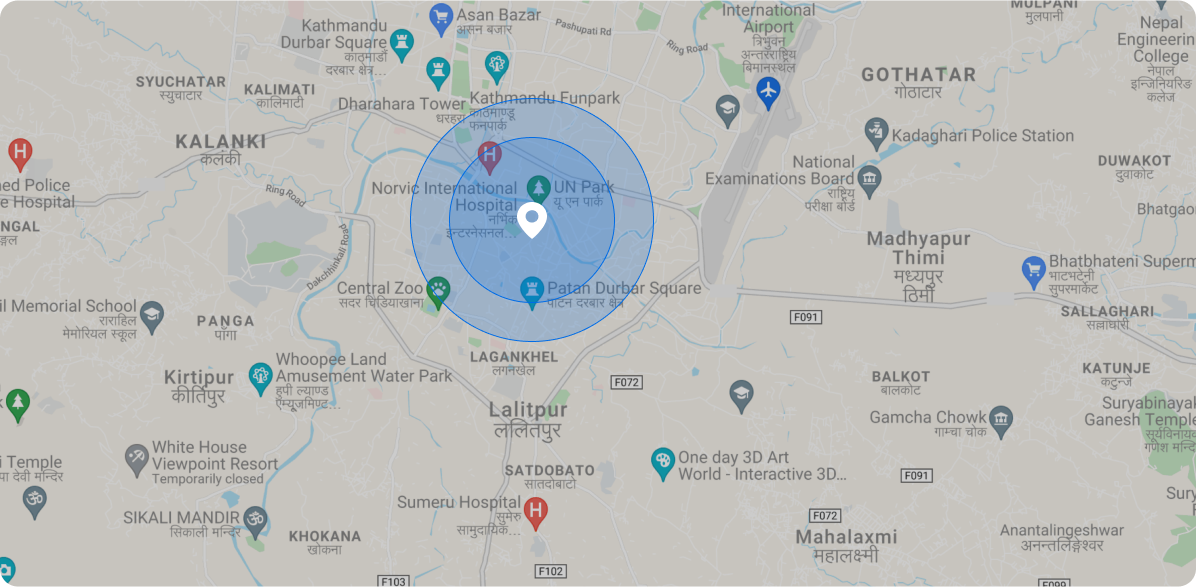 Kathmandu
Durbar Square
काठमाडौं
दरबार क्षेत्र…
Asan Bazar
असन बजार
Pashupati Rd
Ring Road
International
Airport
त्रिभुवन
अन्तर्राष्ट्रिय
बिमानस्थल
MULPANI
मुलपानी
Nepal
Engineerin
College
नेपाल
इन्जिनियरिङ
कलेज
SYUCHATAR
स्युचाटार
KALIMATI
कालिमाटी
Dharahara Tower
धरहरा
Kathmandu Funpark
काठमाण्डू
फनपार्क
GOTHATAR
गोठाटार
KALANKI
कलंकी
Kadaghari Police Station
National
Examinations Board
राष्ट्रिय
परीक्षा बोर्ड
DUWAKOT
दुवाकोट
ned Police
e Hospital
Ring Road
Norvic International
Hospital
नर्भिक
इन्टरनेसनल…
UN Park
यू एन पार्क
Bhatgao
NGAL
ङ्गल
Dakchhinkali Road
Madhyapur
Thimi
मध्यपुर
ठिमी
Bhatbhateni Superm
भाटभटेनी
सुपरमार्केट
Central Zoo
सदर चिडियाखाना
Patan Durbar Square
पाटन दरबार क्षेत्र
il Memorial School
राराहिल
मेमोरियल स्कूल
PANGA
पाँगा
F091
SALLAGHARI
सल्लाघारी
LAGANKHEL
लगनखेल
Whoopee Land
Amusement Water Park
हुपी ल्याण्ड
एम्यूजमिण्ट…
Kirtipur
कीर्तिपुर
F072
BALKOT
बालकोट
KATUNJE
कटुन्जे
Lalitpur
ललितपुर
Gamcha Chowk
गाम्चा चोक
Suryabinayak
Ganesh Temple
सूर्यविनायक
गणेश मन्दिर
White House
Viewpoint Resort
Temporarily closed
i Temple
पा देवी मन्दिर
SATDOBATO
सातदोबाटो
One day 3D Art
World - Interactive 3D…
F091
Sumeru Hospital
सुमेरु
सामुदायिक…
SIKALI MANDIR
सिकाली मन्दिर
KHOKANA
खोकना
F072
Mahalaxmi
महालक्ष्मी
Anantalingeshwar
अनन्तलिङ्गेश्वर
F103
F102
F099